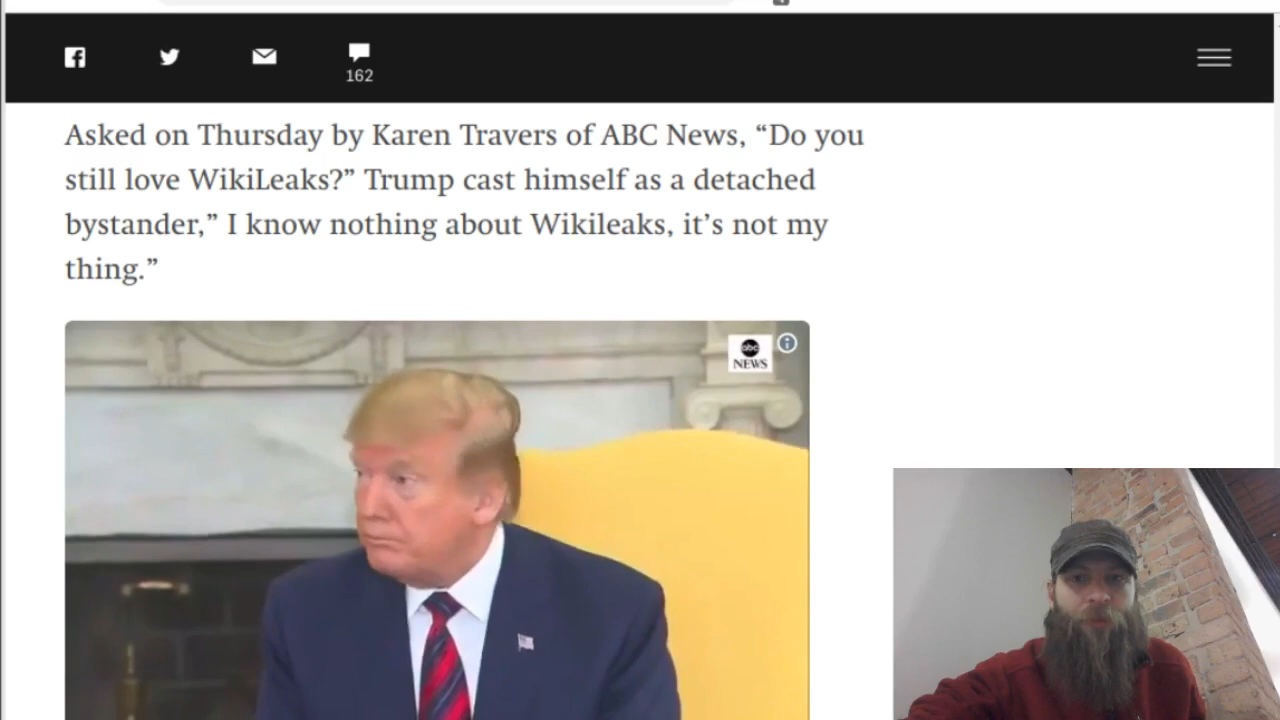 162
Asked on Thursday by Karen Travers of ABC News, “Do you
still love WikiLeaks?” Trump cast himself as a detached
bystander,” I know nothing about Wikileaks, it’s not my
thing.”
abc
NEWS